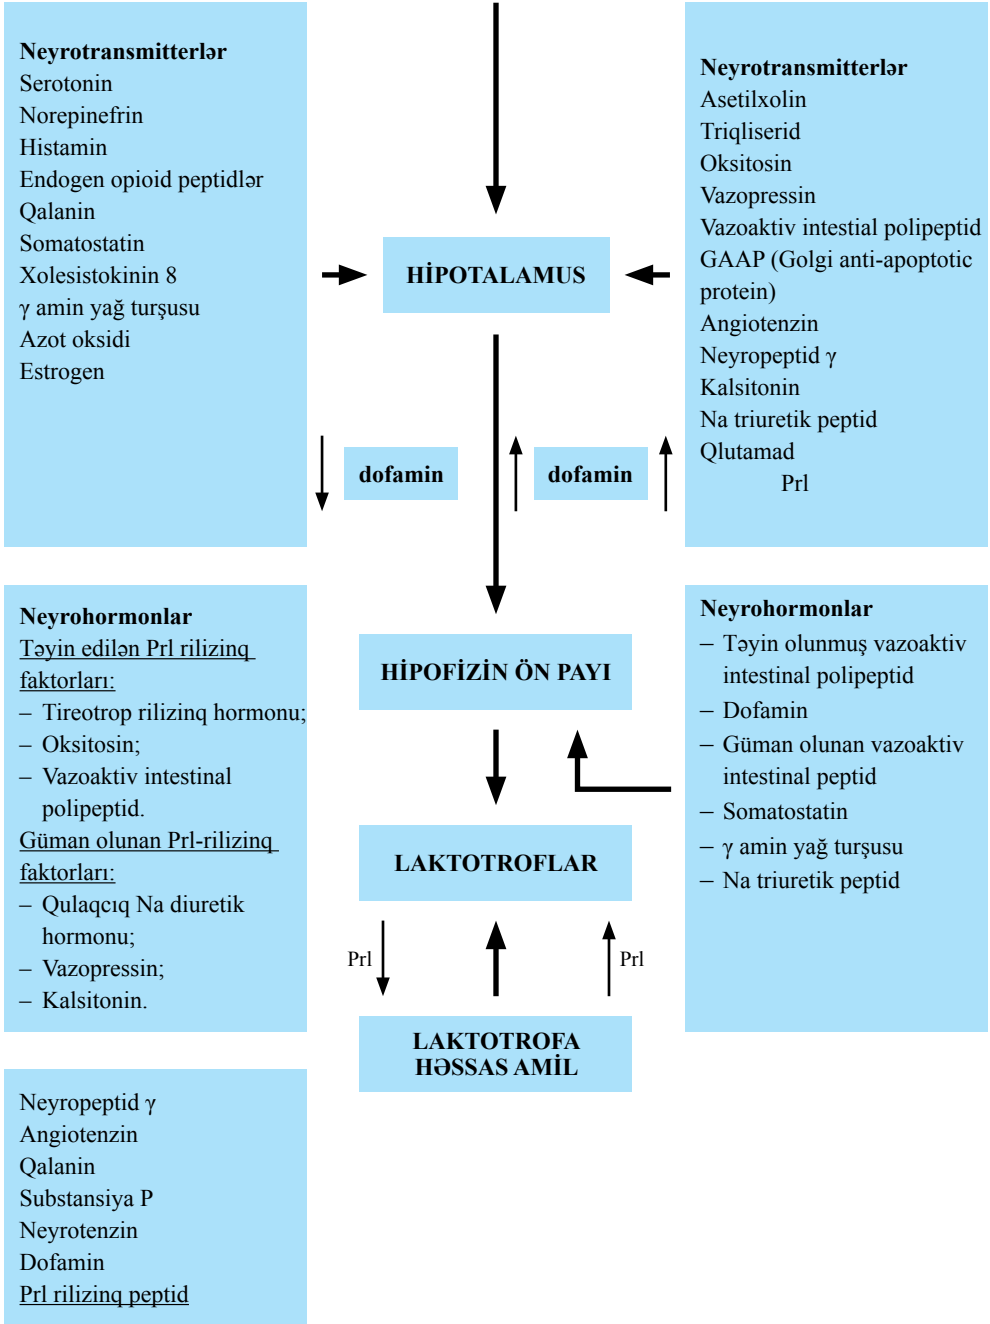 Neyrotransmitterlər
Serotonin
Norepinefrin
Histamin
Endogen opioid peptidlər
Qalanin
Somatostatin
Xolesistokinin 8
γ amin yağ turşusu
Azot oksidi
Estrogen
HİPOTALAMUS
Neyrotransmitterlər
Asetilxolin
Triqliserid
Oksitosin
Vazopressin
Vazoaktiv intestial polipeptid
GAAP (Golgi anti-apoptotic
protein)
Angiotenzin
Neyropeptid γ
Kalsitonin
Na triuretik peptid
Qlutamad
Prl
dofamin
dofamin
Neyrohormonlar
Təyin edilən Prl rilizinq
faktorları:
– Tireotrop rilizinq hormonu;
– Oksitosin;
– Vazoaktiv intestinal
polipeptid.
Güman olunan Prl-rilizinq
faktorları:
– Qulaqcıq Na diuretik
hormonu;
– Vazopressin;
– Kalsitonin.
HİPOFİZİN ÖN PAYI
LAKTOTROFLAR
Prl
Prl
LAKTOTROFA
HƏSSAS AMİL
Neyrohormonlar
– Təyin olunmuş vazoaktiv
intestinal polipeptid
– Dofamin
– Güman olunan vazoaktiv
intestinal peptid
– Somatostatin
– γ amin yağ turşusu
– Na triuretik peptid
Neyropeptid γ
Angiotenzin
Qalanin
Substansiya P
Neyrotenzin
Dofamin
Prl rilizinq peptid